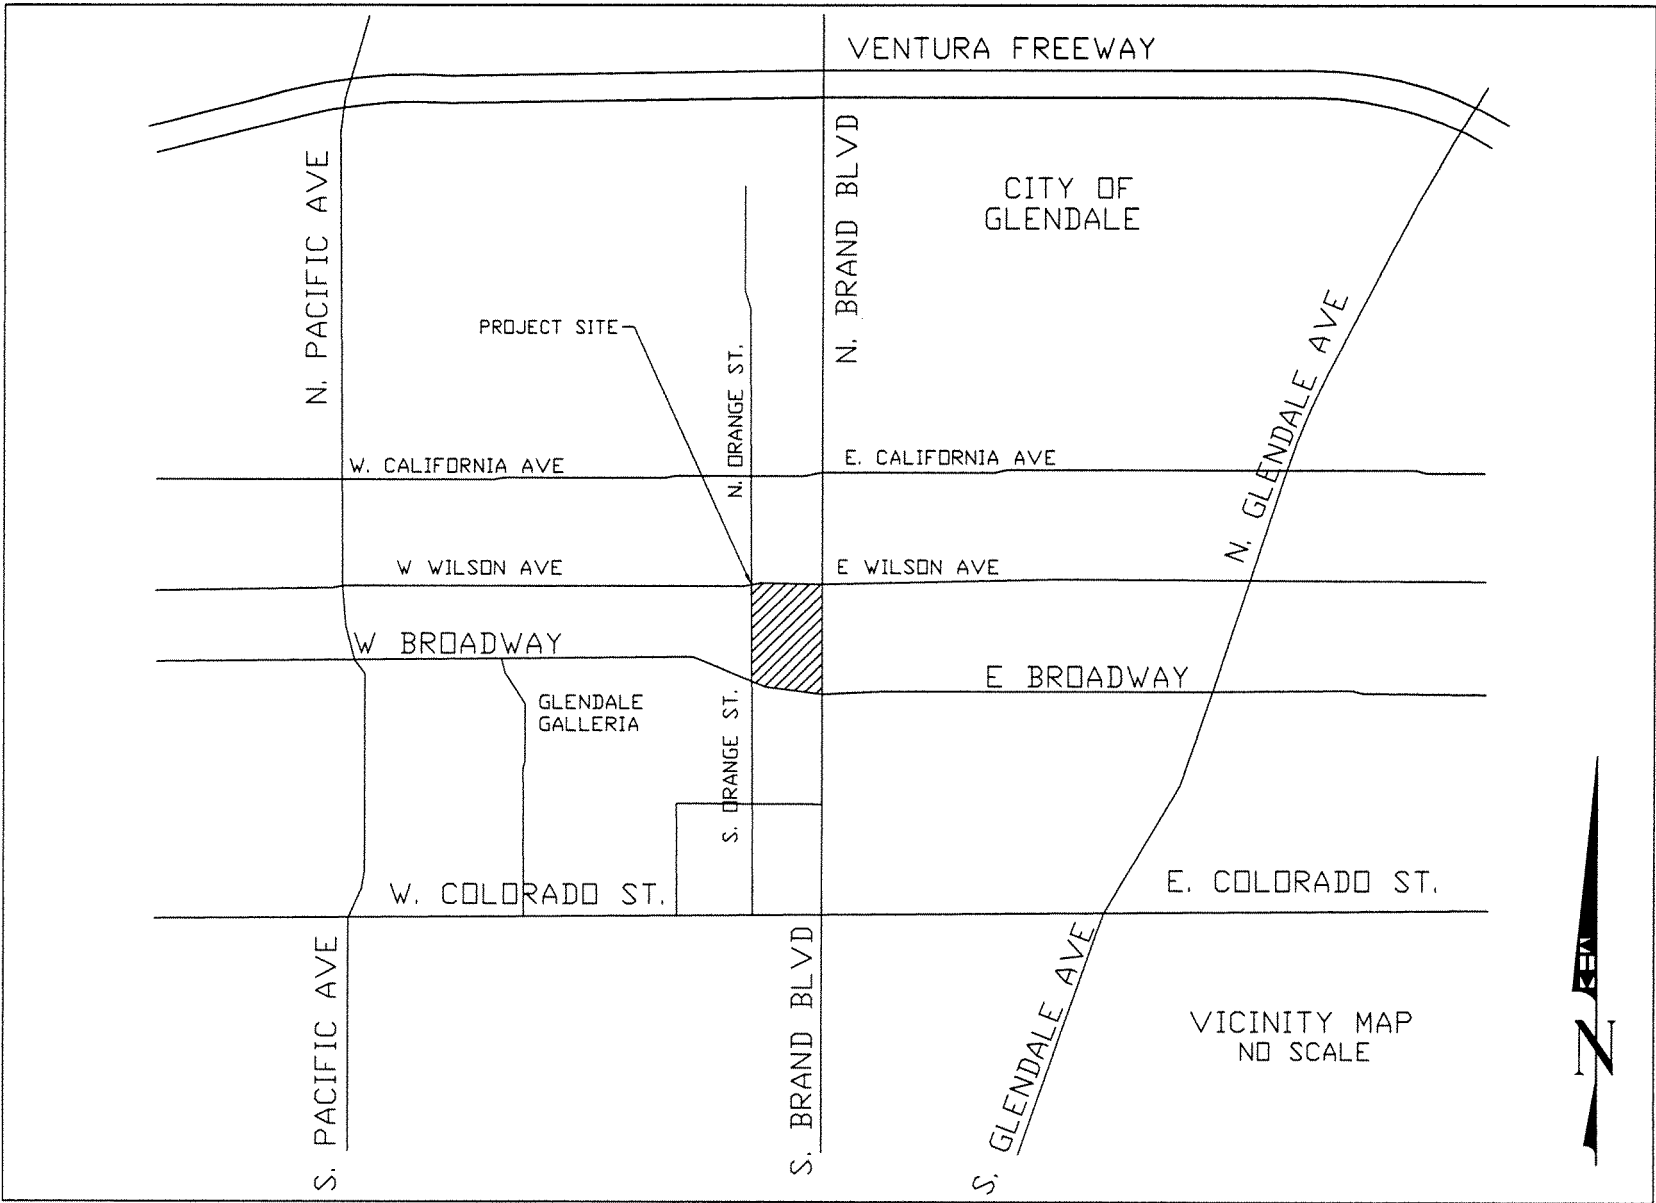 VENTURA FREEWAY
N. PACIFIC AVE
N. BRAND BLVD
CITY OF
GLENDALE
PROJECT SITE
N. ORANGE ST.
N. GLENDALE AVE
W. CALIFORNIA AVE
E. CALIFORNIA AVE
W WILSON AVE
E WILSON AVE
W BROADWAY
E BROADWAY
GLENDALE
GALLERIA
S. ORANGE ST.
W. COLORADO ST.
E. COLORADO ST.
S. PACIFIC AVE
S. BRAND BLVD
S. GLENDALE AVE
VICINITY MAP
NO SCALE
N